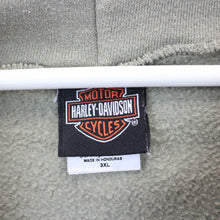 MOTOR
HARLEY-DAVIDSON
CYCLES
®
MADE IN HONDURAS
3XL